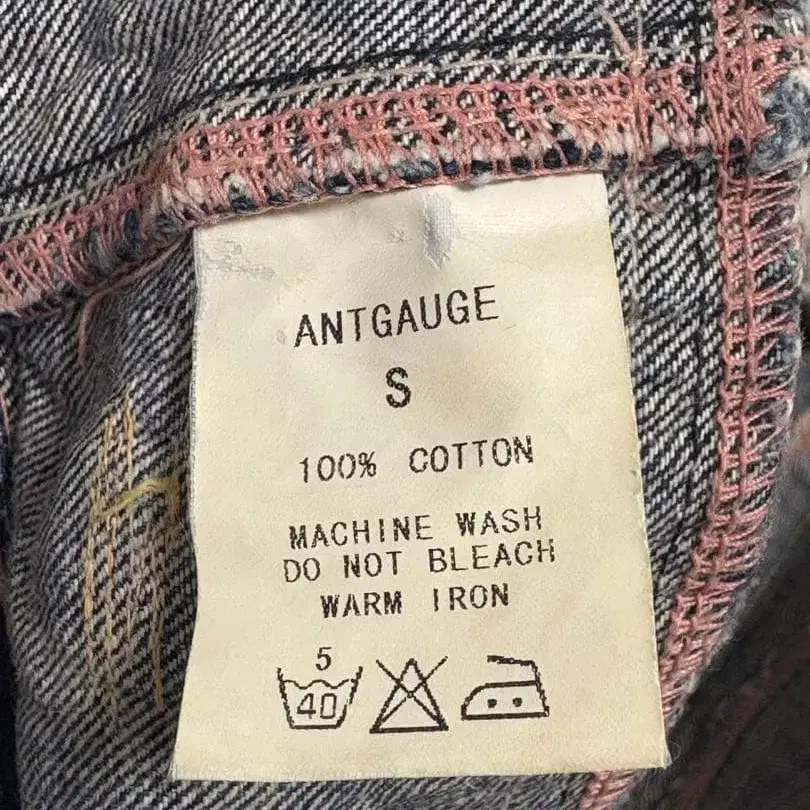 ANTGAUGE
S
100% COTTON
MACHINE WASH
DO NOT BLEACH
WARM IRON
5
40